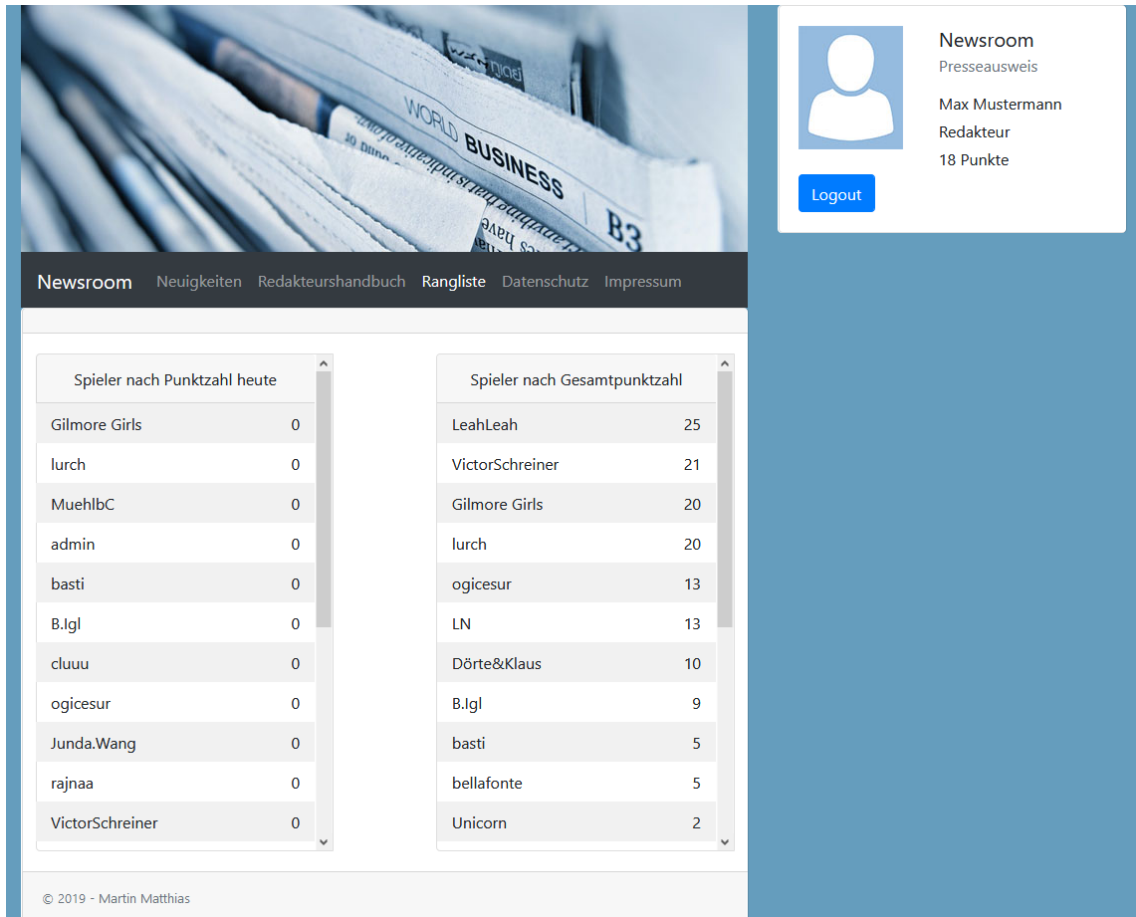 WORLD BUSINESS
B3
Newsroom
Presseausweis
Max Mustermann
Redakteur
18 Punkte
Logout
Newsroom Neuigkeiten Redakteurshandbuch Rangliste Datenschutz Impressum
Spieler nach Punktzahl heute
Gilmore Girls 0
lurch 0
MuehlbC 0
admin 0
basti 0
B.Igl 0
cluuu 0
ogicesur 0
Junda.Wang 0
rajnaa 0
VictorSchreiner 0
Spieler nach Gesamtpunktzahl
LeahLeah 25
VictorSchreiner 21
Gilmore Girls 20
lurch 20
ogicesur 13
LN 13
Dörte&Klaus 10
B.Igl 9
basti 5
bellafonte 5
Unicorn 2
© 2019 - Martin Matthias